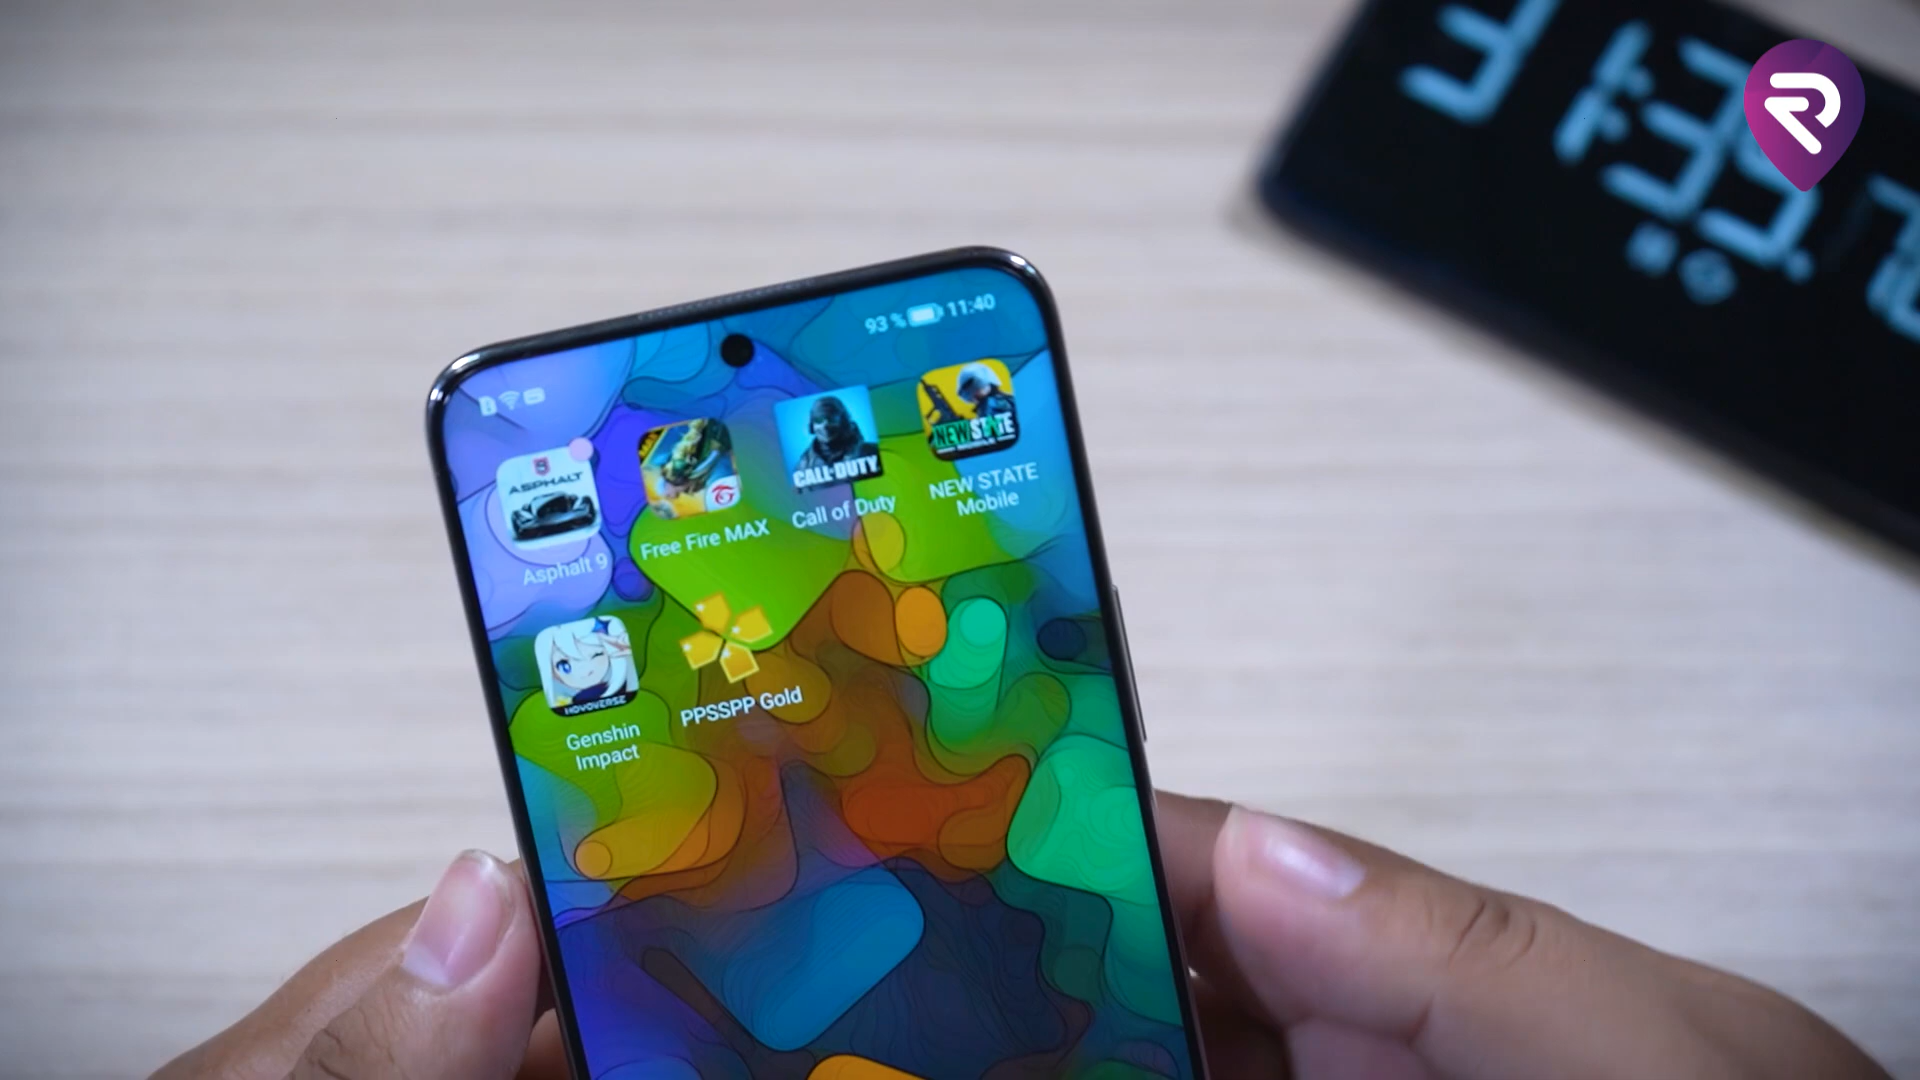 93 % 11:40
ASPHALT
Asphalt 9
MAX
Free Fire MAX
CALL DUTY
Call of Duty
NEW STATE
NEW STATE
Mobile
HOYOVERSE
Genshin
Impact
PPSSPP Gold